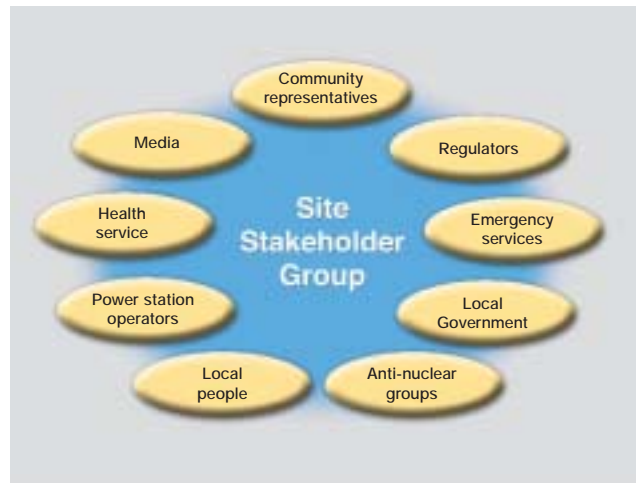 Community
representatives
Media
Regulators
Health
service
Site
Stakeholder
Group
Emergency
services
Power station
operators
Local
Government
Local
people
Anti-nuclear
groups